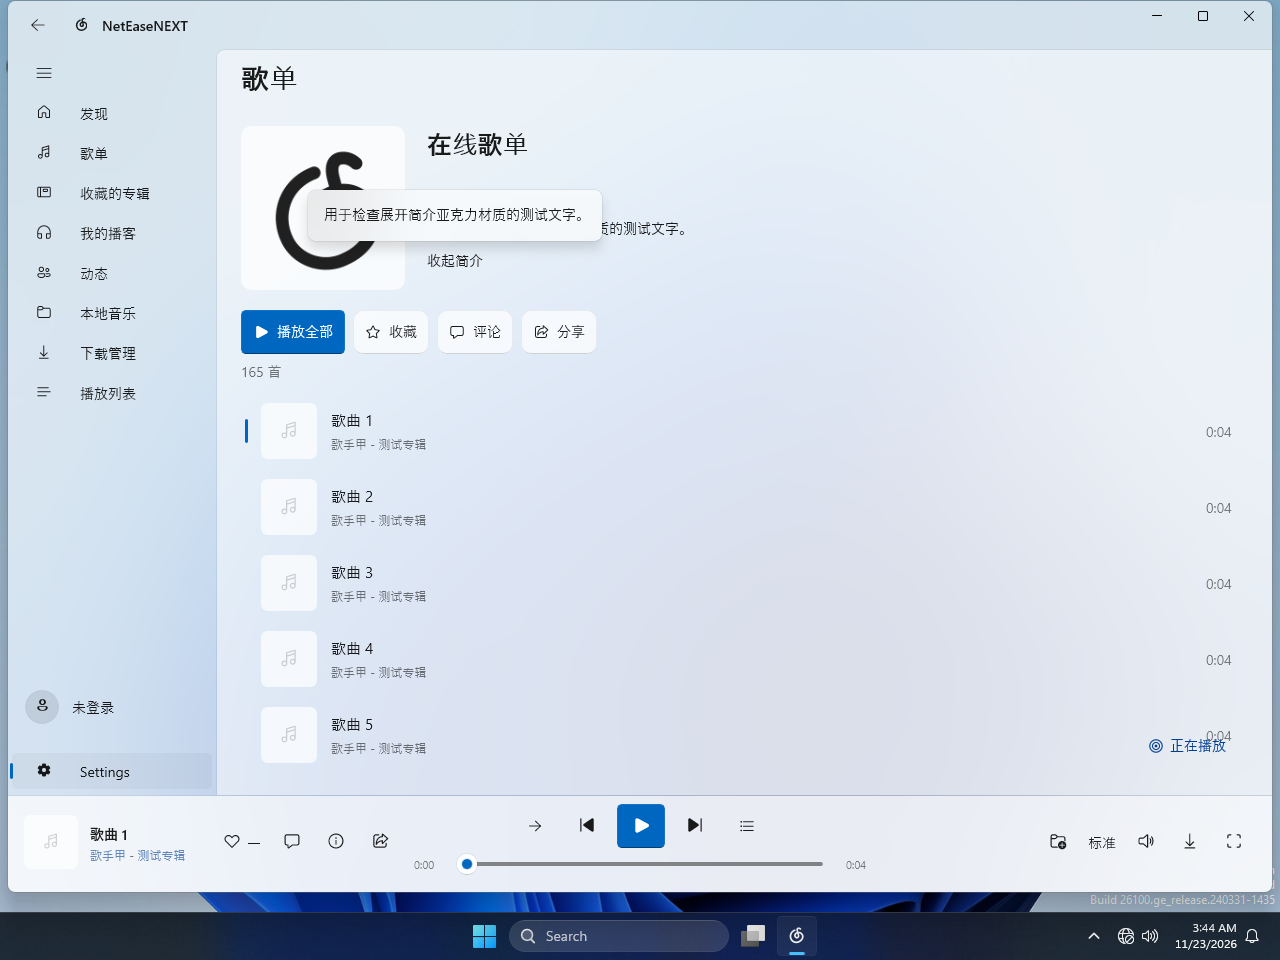 NetEaseNEXT
发现
歌单
收藏的专辑
我的播客
动态
本地音乐
下载管理
播放列表
未登录
Settings
歌单
在线歌单
用于检查展开简介亚克力材质的测试文字。
质的测试文字。
收起简介
播放全部
收藏
评论
分享
165 首
歌曲 1
歌手甲 - 测试专辑
0:04
歌曲 2
歌手甲 - 测试专辑
0:04
歌曲 3
歌手甲 - 测试专辑
0:04
歌曲 4
歌手甲 - 测试专辑
0:04
歌曲 5
歌手甲 - 测试专辑
0:04
正在播放
歌曲 1
歌手甲 - 测试专辑
0:00
0:04
标准
Build 26100.ge_release.240331-1435
Search
3:44 AM
11/23/2026